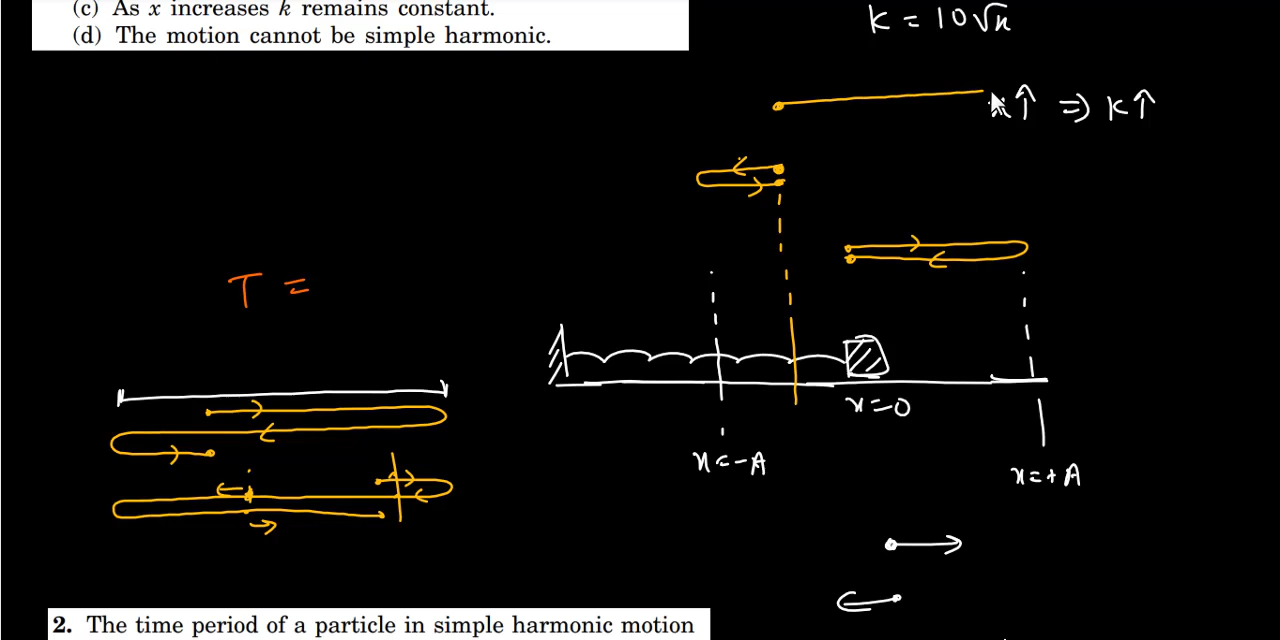 (c) As x increases k remains constant.
(d) The motion cannot be simple harmonic.
K = 10√x
x↑ ⇒ K↑
T =
x=0
x=-A
x=+A
2. The time period of a particle in simple harmonic motion